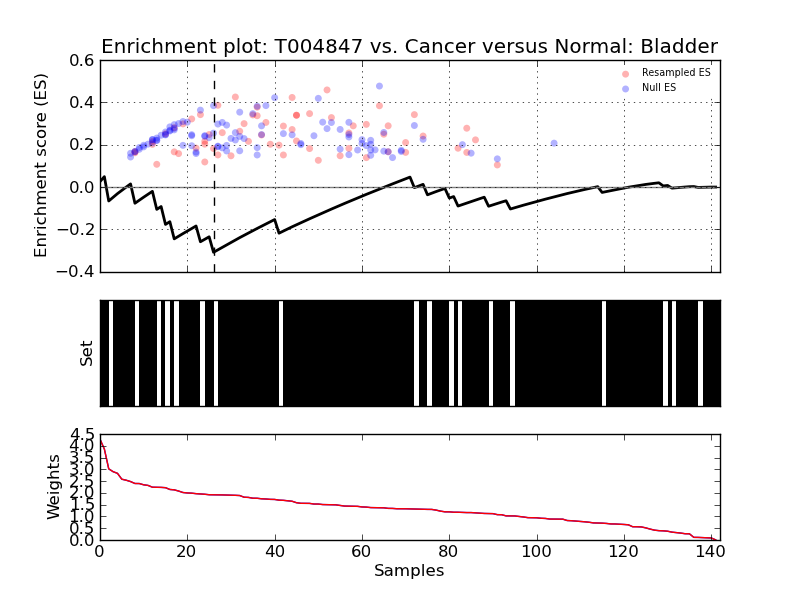 Enrichment plot: T004847 vs. Cancer versus Normal: Bladder
Enrichment score (ES)
0.6
0.4
0.2
0.0
−0.2
−0.4
Resampled ES
Null ES
Set
Weights
4.5
4.0
3.5
3.0
2.5
2.0
1.5
1.0
0.5
0.0
0 20 40 60 80 100 120 140
Samples